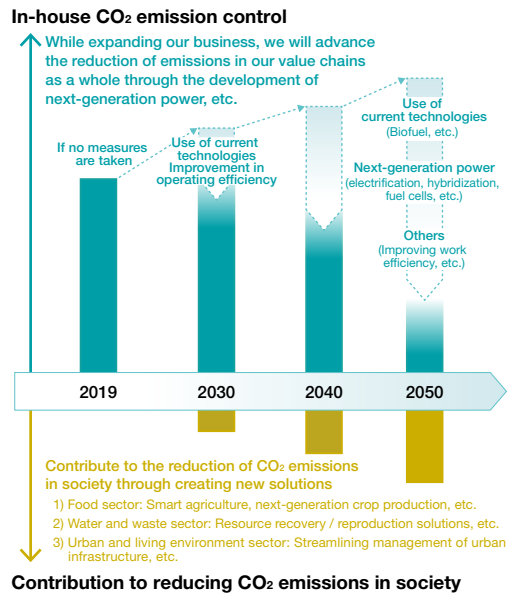 In-house CO₂ emission control
While expanding our business, we will advance
the reduction of emissions in our value chains
as a whole through the development of
next-generation power, etc.
If no measures
are taken
Use of current
technologies
Improvement in
operating efficiency
Use of
current technologies
(Biofuel, etc.)
Next-generation power
(electrification, hybridization,
fuel cells, etc.)
Others
(Improving work
efficiency, etc.)
2019
2030
2040
2050
Contribute to the reduction of CO₂ emissions
in society through creating new solutions
1) Food sector: Smart agriculture, next-generation crop production, etc.
2) Water and waste sector: Resource recovery / reproduction solutions, etc.
3) Urban and living environment sector: Streamlining management of urban
infrastructure, etc.
Contribution to reducing CO₂ emissions in society